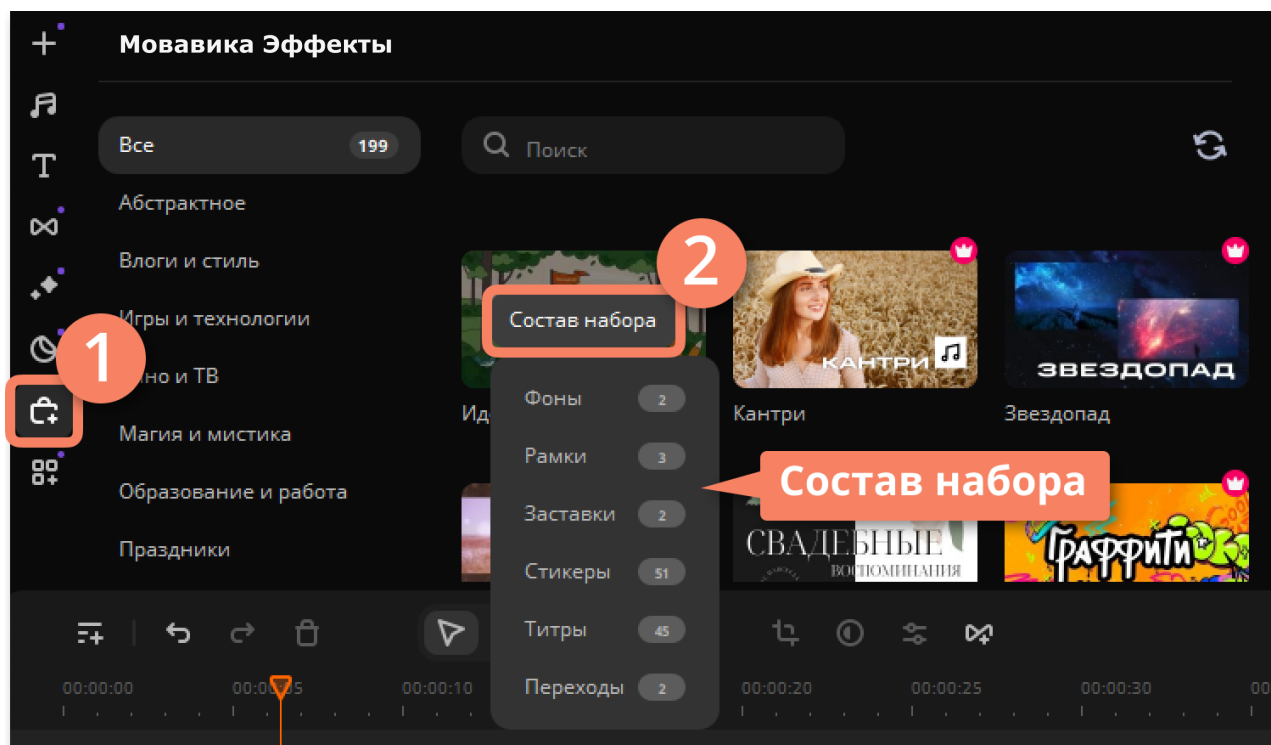 Мовавика Эффекты
Все 199
Поиск
Абстрактное
Влоги и стиль
Игры и технологии
но и ТВ
Магия и мистика
Образование и работа
Праздники
1
2
Состав набора
Фоны 2
Рамки 3
Заставки 2
Стикеры 51
Титры 45
Переходы 2
Ид
КАНТРИ
Кантри
ЗВЕЗДОПАД
Звездопад
Состав набора
СВАДЕБНЫЕ
ВОСПОМИНАНИЯ
ГРАФФИТИ
00:00:00
00:00:05
00:00:10
00:00:20
00:00:25
00:00:30
00